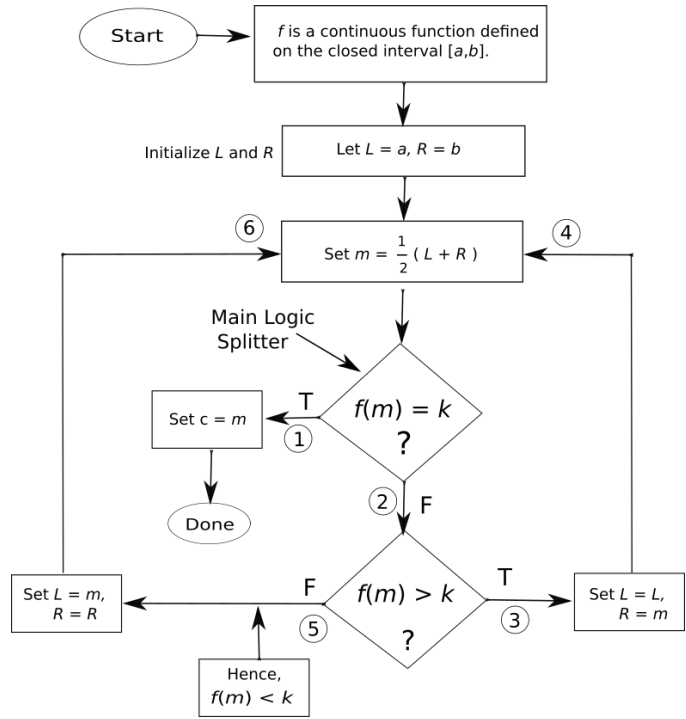 Start
f is a continuous function defined
on the closed interval [a,b].
Initialize L and R
Let L = a, R = b
6
4
Set m = 1/2 ( L + R )
Main Logic
Splitter
T
f(m) = k
?
Set c = m
1
2
F
Done
F
f(m) > k
?
T
5
3
Set L = m,
R = R
Set L = L,
R = m
Hence,
f(m) < k